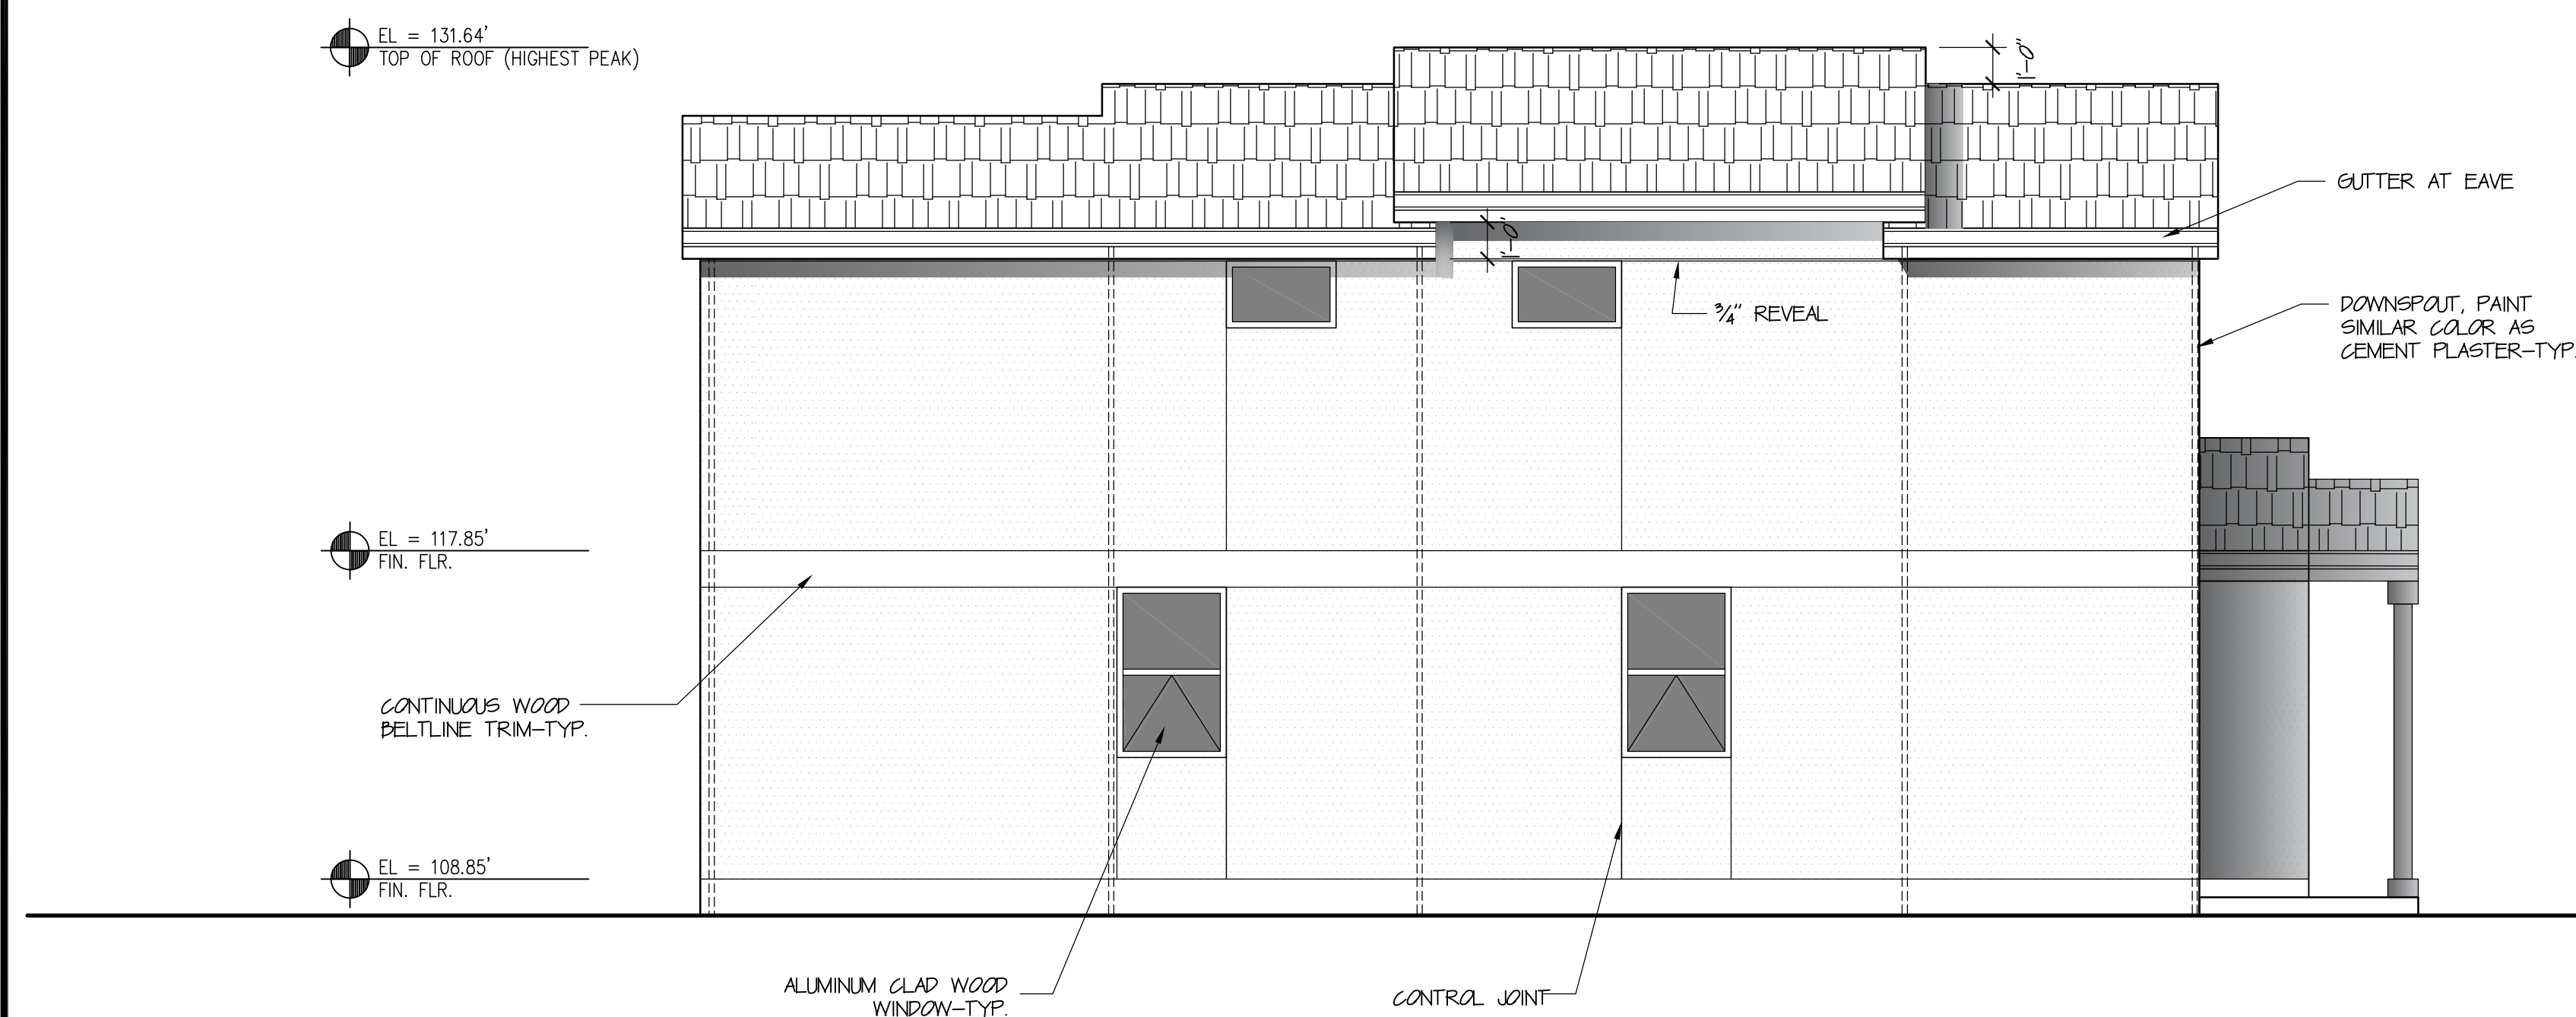 EL = 131.64'
TOP OF ROOF (HIGHEST PEAK)
1'-0"
GUTTER AT EAVE
1'-0"
3/4" REVEAL
DOWNSPOUT, PAINT
SIMILAR COLOR AS
CEMENT PLASTER-TYP.
EL = 117.85'
FIN. FLR.
CONTINUOUS WOOD
BELTLINE TRIM-TYP.
EL = 108.85'
FIN. FLR.
ALUMINUM CLAD WOOD
WINDOW-TYP.
CONTROL JOINT